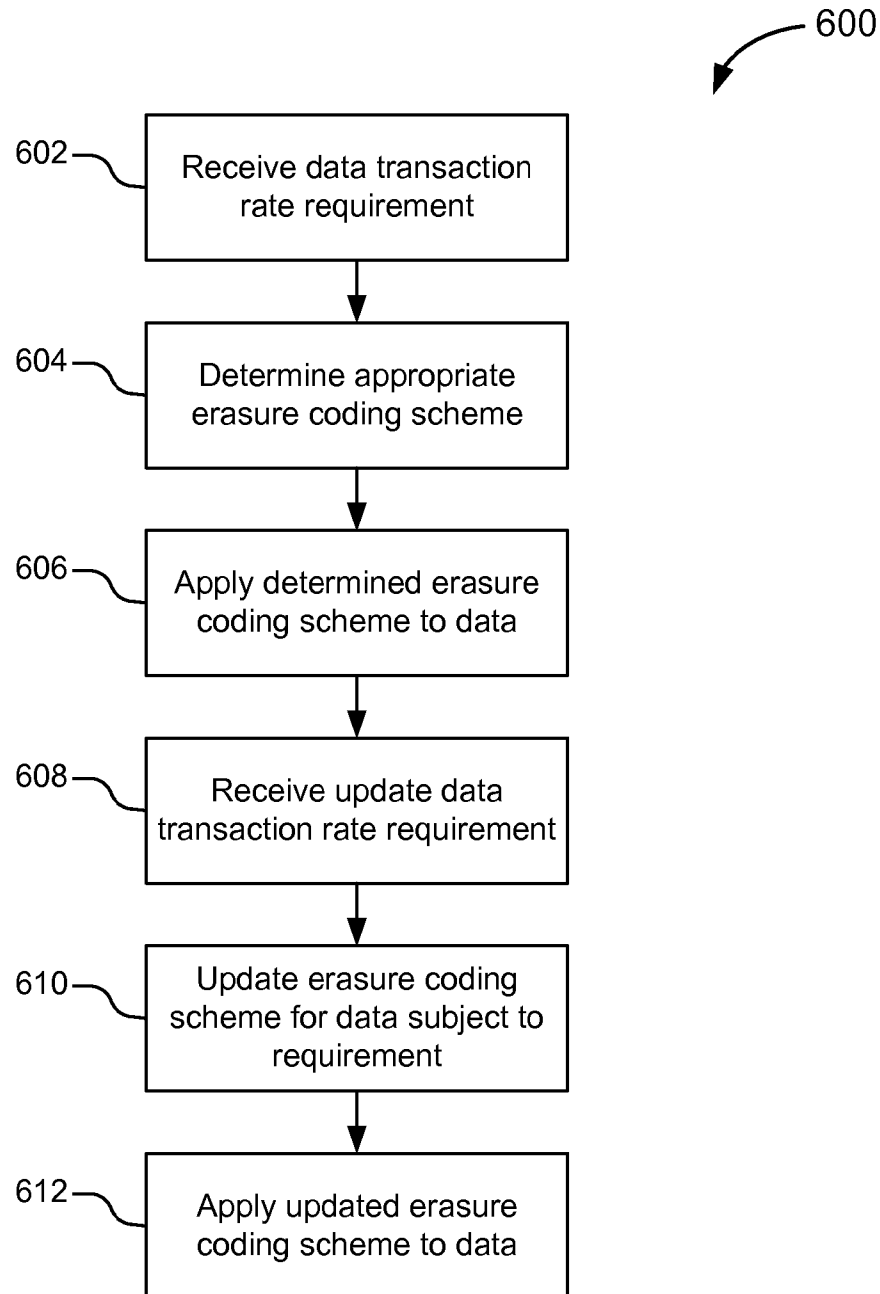 600
602
Receive data transaction
rate requirement
604
Determine appropriate
erasure coding scheme
606
Apply determined erasure
coding scheme to data
608
Receive update data
transaction rate requirement
610
Update erasure coding
scheme for data subject to
requirement
612
Apply updated erasure
coding scheme to data